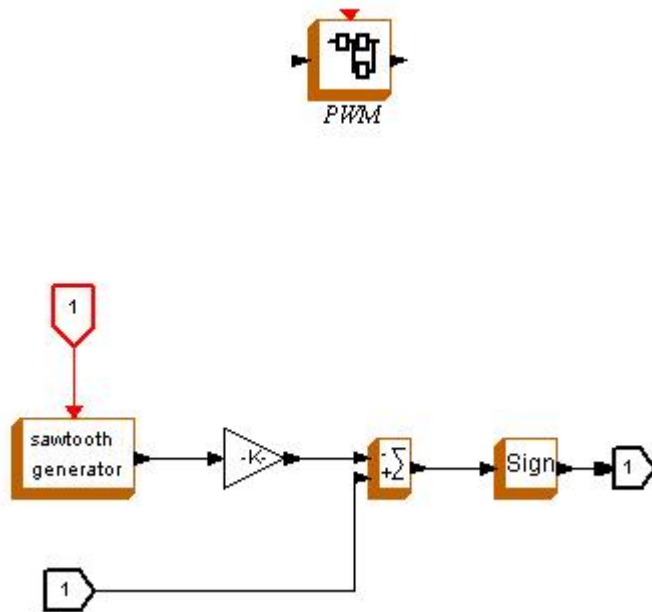 PWM
1
sawtooth
generator
-K-
-
+
∑
Sign
1
1